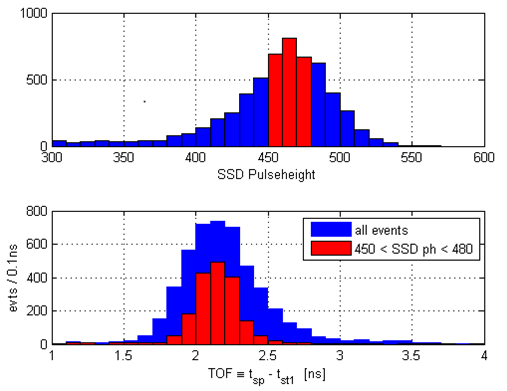 1000
500
0
300 350 400 450 500 550 600
SSD Pulseheight
800
600
400
200
0
evts / 0.1ns
all events
450 < SSD ph < 480
1 1.5 2 2.5 3 3.5 4
TOF ≡ t_sp - t_st1 [ns]